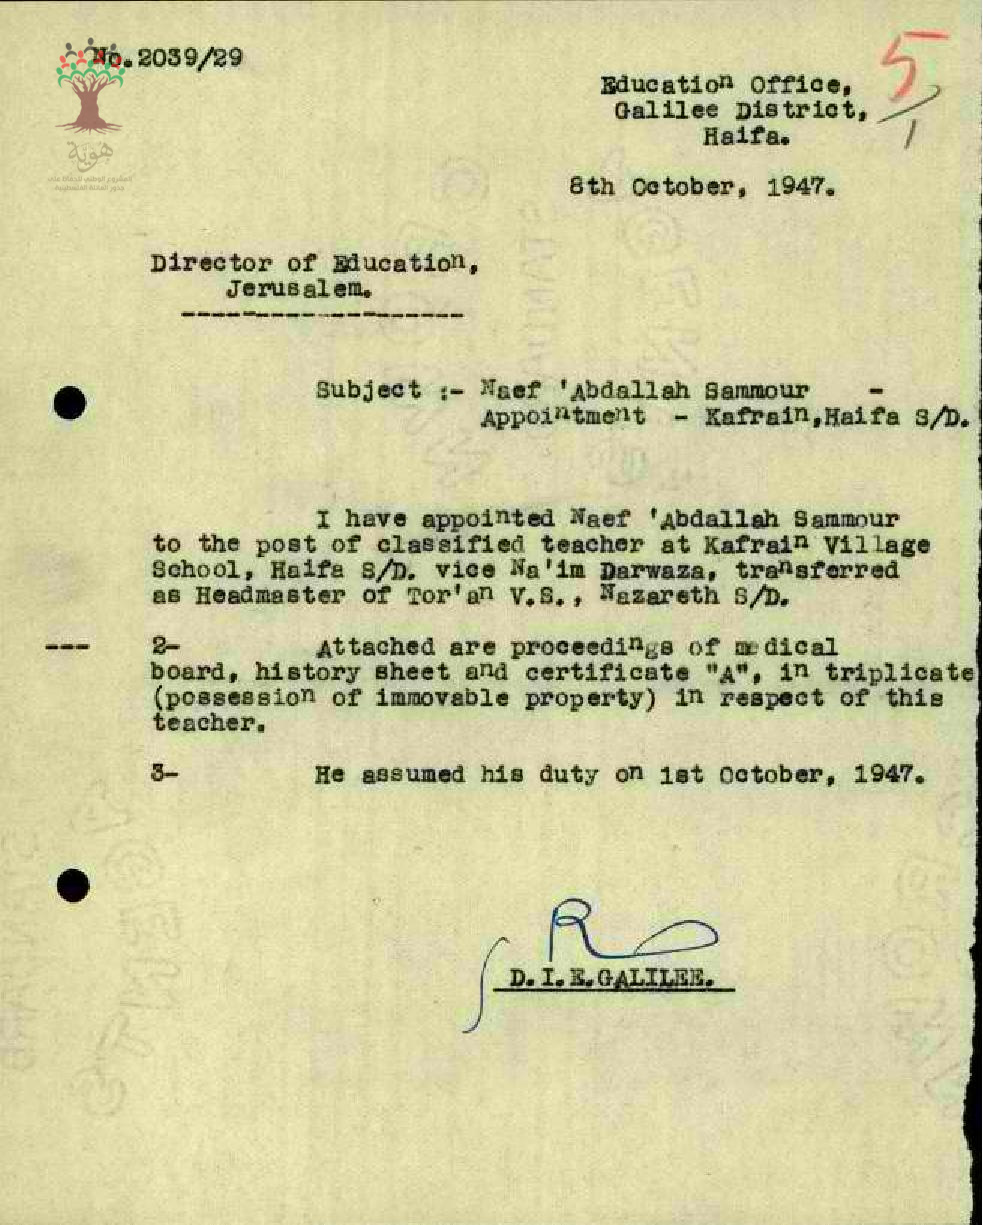 No.2039/29
هوية
5/1
Education Office,
Galilee District,
Haifa.
8th October, 1947.
Director of Education,
Jerusalem.
-------------------
Subject :- Naef 'Abdallah Sammour -
Appointment - Kafrain,Haifa S/D.
I have appointed Naef 'Abdallah Sammour
to the post of classified teacher at Kafrain Village
School, Haifa S/D. vice Na'im Darwaza, transferred
as Headmaster of Tor'an V.S., Nazareth S/D.
--- 2- Attached are proceedings of medical
board, history sheet and certificate "A", in triplicate
(possession of immovable property) in respect of this
teacher.
3- He assumed his duty on 1st October, 1947.
D.I.E.GALILEE.